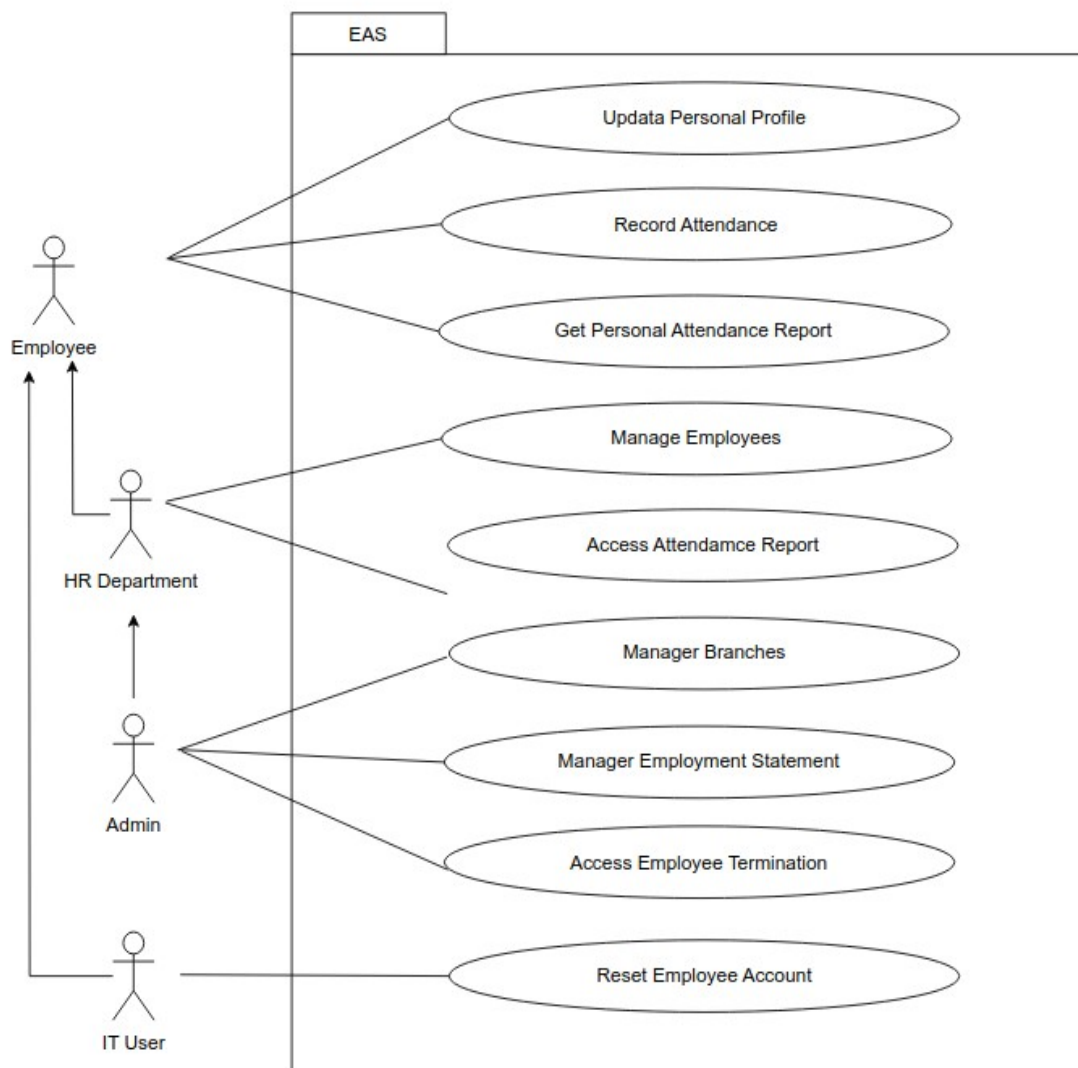 EAS
Updata Personal Profile
Record Attendance
Employee
Get Personal Attendance Report
Manage Employees
HR Department
Access Attendamce Report
Manager Branches
Admin
Manager Employment Statement
Access Employee Termination
IT User
Reset Employee Account